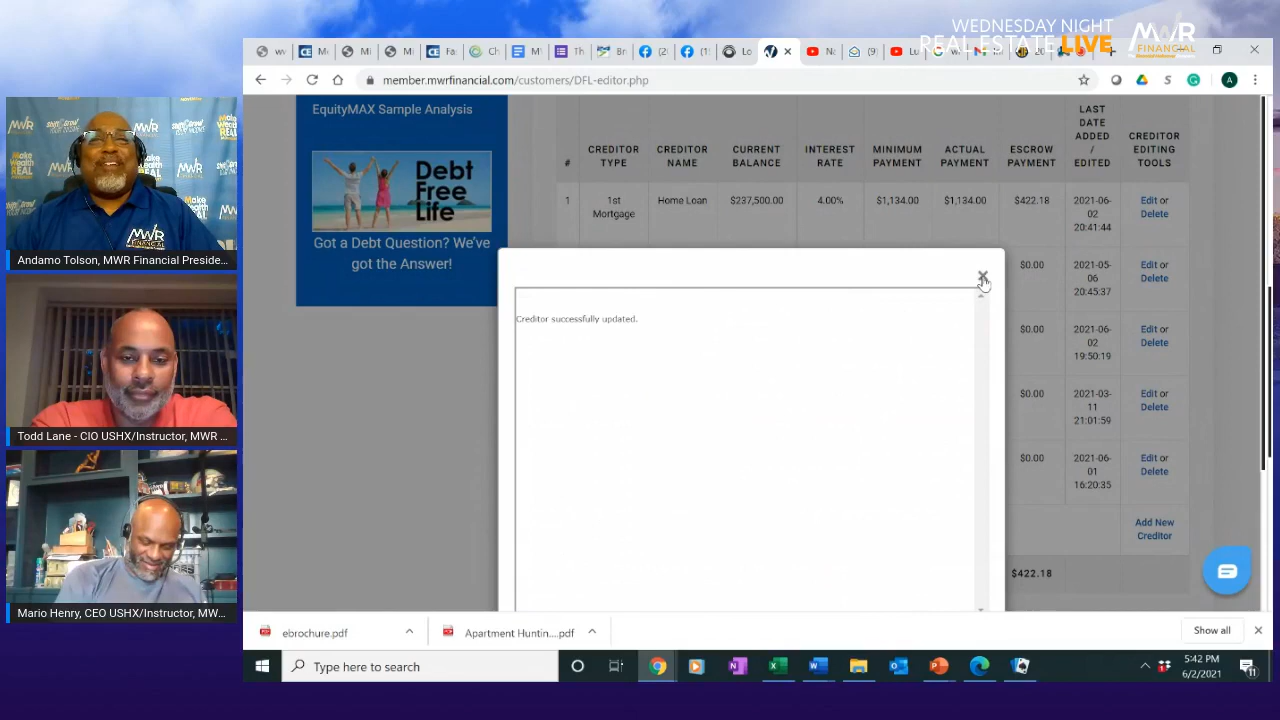 WEDNESDAY NIGHT
REAL ESTATE LIVE
MWR
FINANCIAL
member.mwrfinancial.com/customers/DFL-editor.php
EquityMAX Sample Analysis
Debt
Free
Life
Got a Debt Question? We've
got the Answer!
# CREDITOR TYPE CREDITOR NAME CURRENT BALANCE INTEREST RATE MINIMUM PAYMENT ACTUAL PAYMENT ESCROW PAYMENT LAST DATE ADDED / EDITED CREDITOR EDITING TOOLS
1 1st Mortgage Home Loan $237,500.00 4.00% $1,134.00 $1,134.00 $422.18 2021-06-02 20:41:44 Edit or Delete
$0.00 2021-05-06 20:45:37 Edit or Delete
$0.00 2021-06-02 19:50:19 Edit or Delete
$0.00 2021-03-11 21:01:59 Edit or Delete
$0.00 2021-06-01 16:20:35 Edit or Delete
Add New
Creditor
$422.18
Creditor successfully updated.
Andamo Tolson, MWR Financial Preside...
Todd Lane - CIO USHX/Instructor, MWR ...
Mario Henry, CEO USHX/Instructor, MW...
ebrochure.pdf
Apartment Huntin....pdf
Show all
Type here to search
5:42 PM
6/2/2021